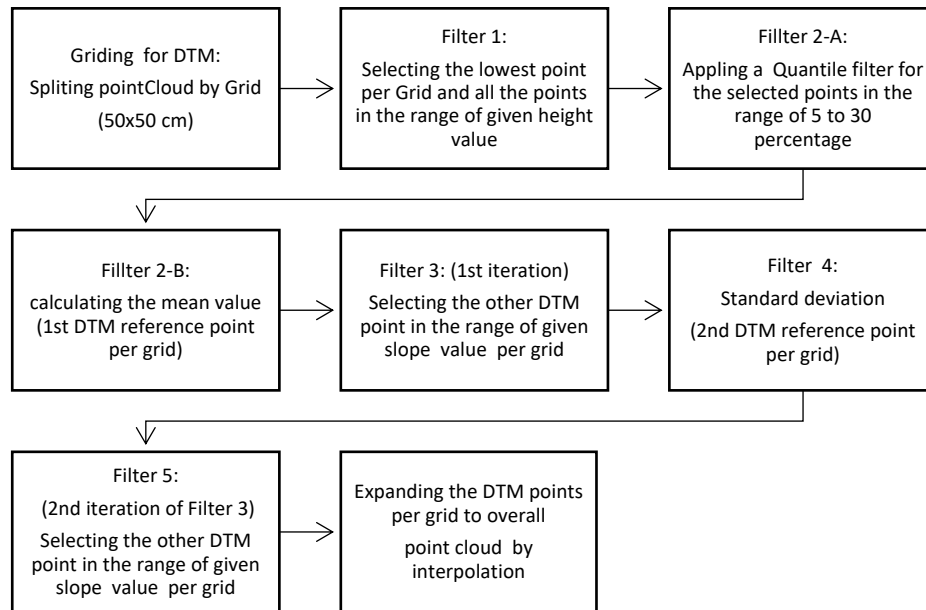 Griding for DTM:
Spliting pointCloud by Grid
(50x50 cm)
Filter 1:
Selecting the lowest point
per Grid and all the points
in the range of given height
value
Fillter 2-A:
Appling a Quantile filter for
the selected points in the
range of 5 to 30
percentage
Fillter 2-B:
calculating the mean value
(1st DTM reference point
per grid)
Filter 3: (1st iteration)
Selecting the other DTM
point in the range of given
slope value per grid
Filter 4:
Standard deviation
(2nd DTM reference point
per grid)
Filter 5:
(2nd iteration of Filter 3)
Selecting the other DTM
point in the range of given
slope value per grid
Expanding the DTM points
per grid to overall
point cloud by
interpolation